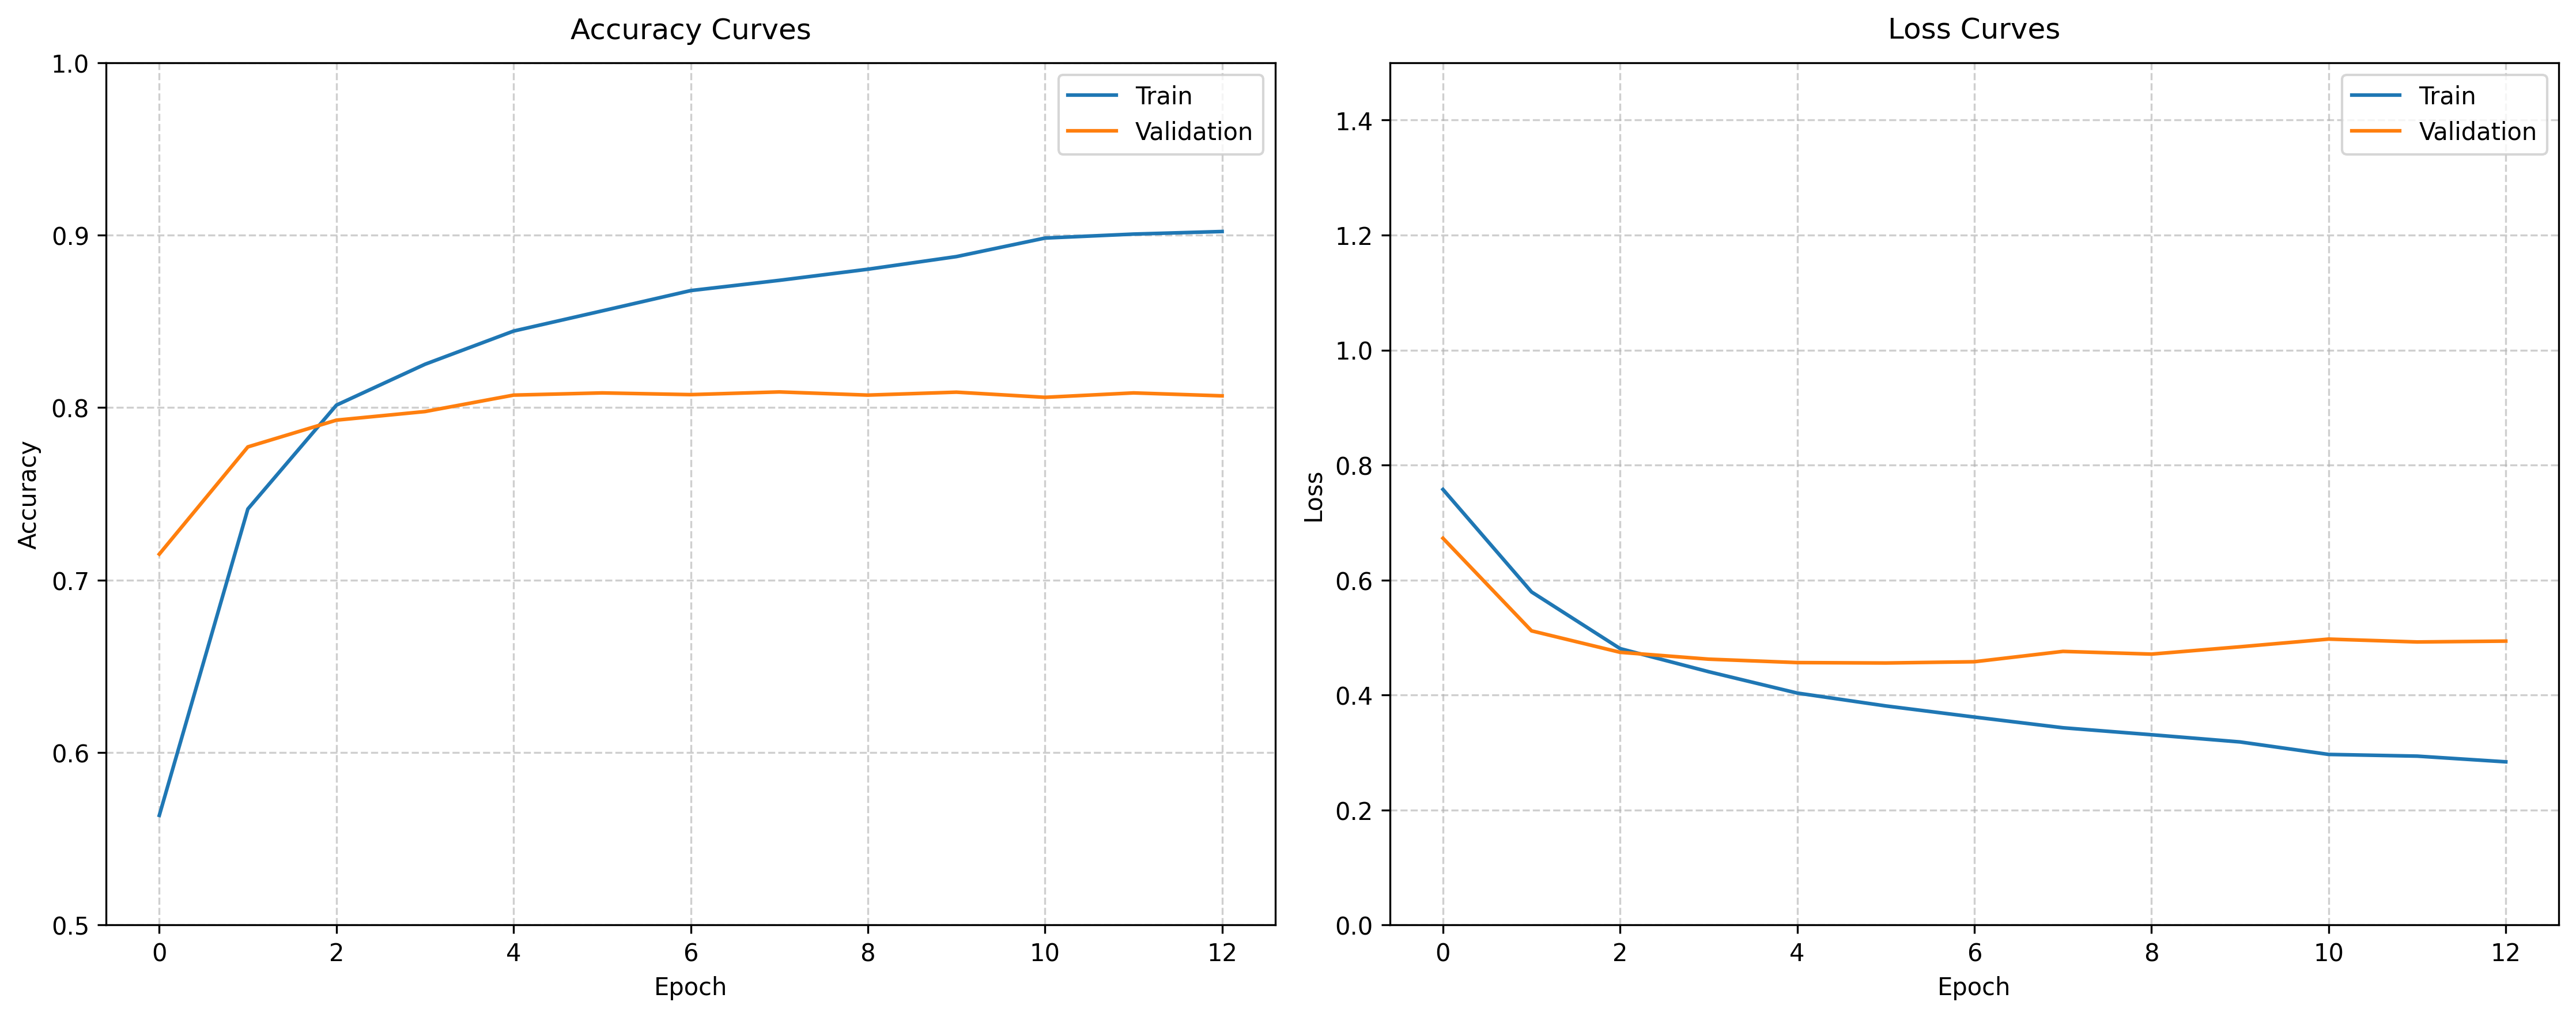 Accuracy Curves
1.0
0.9
0.8
0.7
0.6
0.5
Accuracy
Train
Validation
0 2 4 6 8 10 12
Epoch
Loss Curves
1.4
1.2
1.0
0.8
0.6
0.4
0.2
0.0
Loss
Train
Validation
0 2 4 6 8 10 12
Epoch